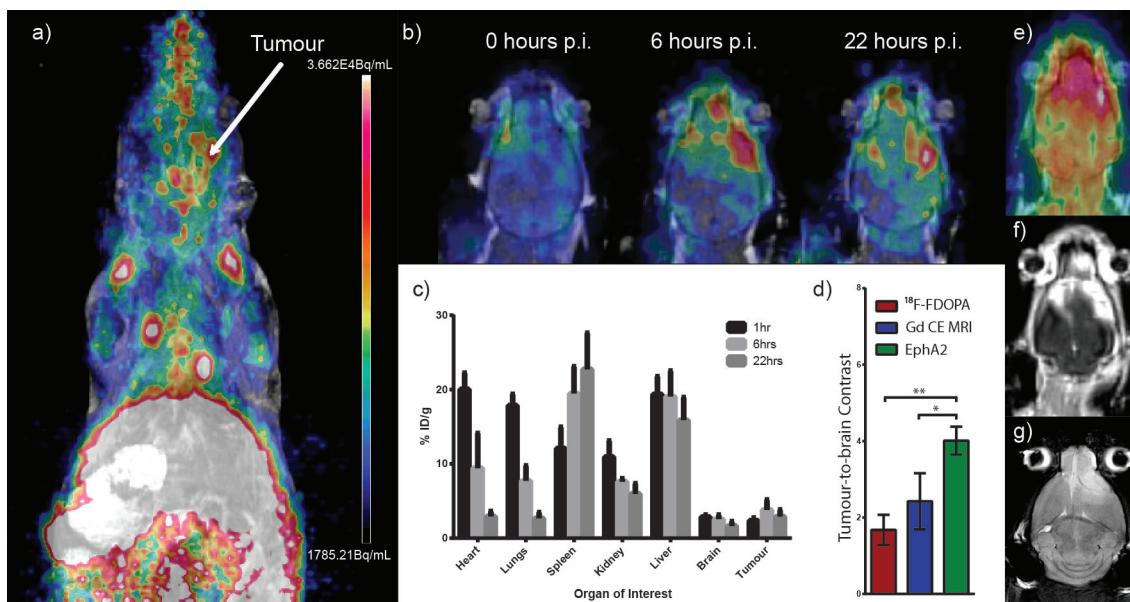 a)
Tumour
3.662E4Bq/mL
1785.21Bq/mL
b)
0 hours p.i.
6 hours p.i.
22 hours p.i.
c)
30
20
10
0
% ID/g
1hr
6hrs
22hrs
Heart
Lungs
Spleen
Kidney
Liver
Brain
Tumour
Organ of Interest
d)
8
6
4
2
0
Tumour-to-brain Contrast
¹⁸F-FDOPA
Gd CE MRI
EphA2
**
*
e)
f)
g)